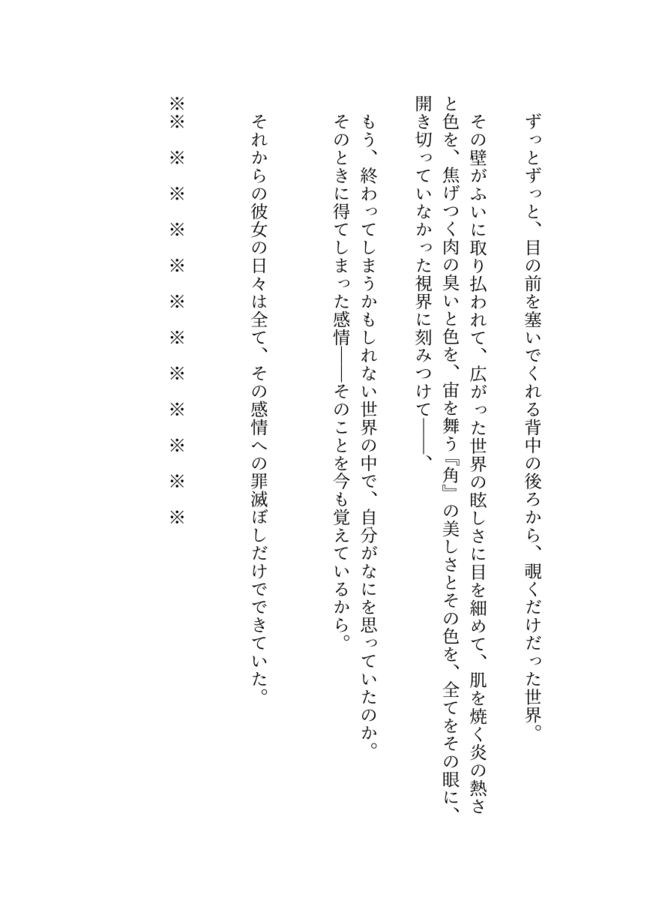 ずっとずっと、目の前を塞いでくれる背中の後ろから、覗くだけだった世界。
その壁がふいに取り払われて、広がった世界の眩しさに目を細めて、肌を焼く炎の熱さ
と色を、焦げつく肉の臭いと色を、宙を舞う『角』の美しさとその色を、全てをその眼に、
開き切っていなかった視界に刻みつけて――、
もう、終わってしまうかもしれない世界の中で、自分がなにを思っていたのか。
そのときに得てしまった感情――そのことを今も覚えているから。
それからの彼女の日々は全て、その感情への罪滅ぼしだけでできていた。
※※　※　※　※　※　※　※　※　※　※　※　※